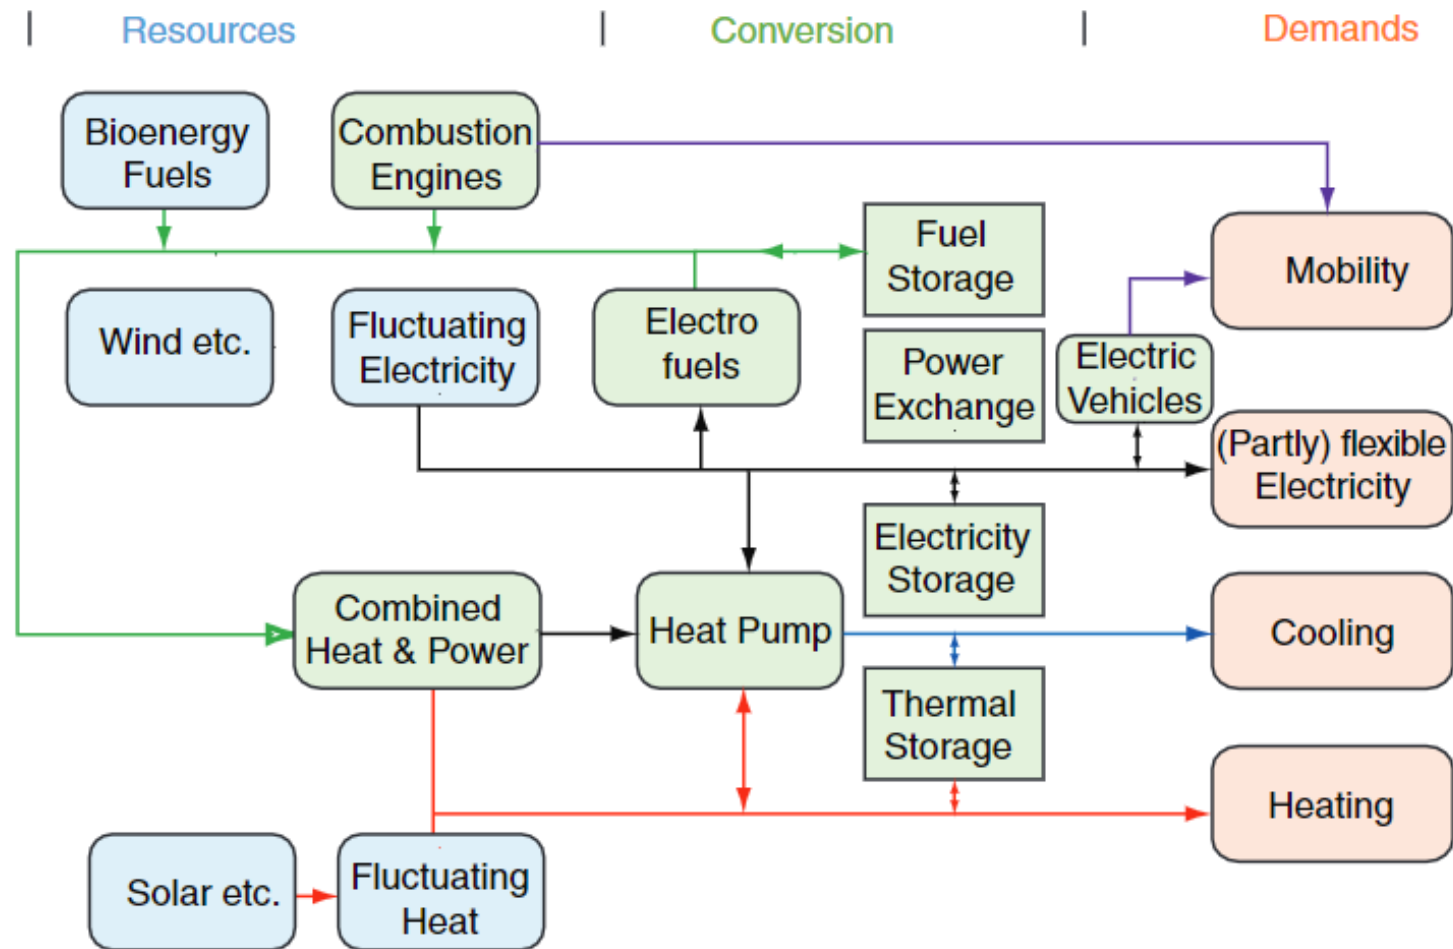 Resources
Conversion
Demands
Bioenergy
Fuels
Combustion
Engines
Fuel
Storage
Mobility
Wind etc.
Fluctuating
Electricity
Electro
fuels
Power
Exchange
Electric
Vehicles
(Partly) flexible
Electricity
Electricity
Storage
Combined
Heat & Power
Heat Pump
Cooling
Thermal
Storage
Heating
Solar etc.
Fluctuating
Heat